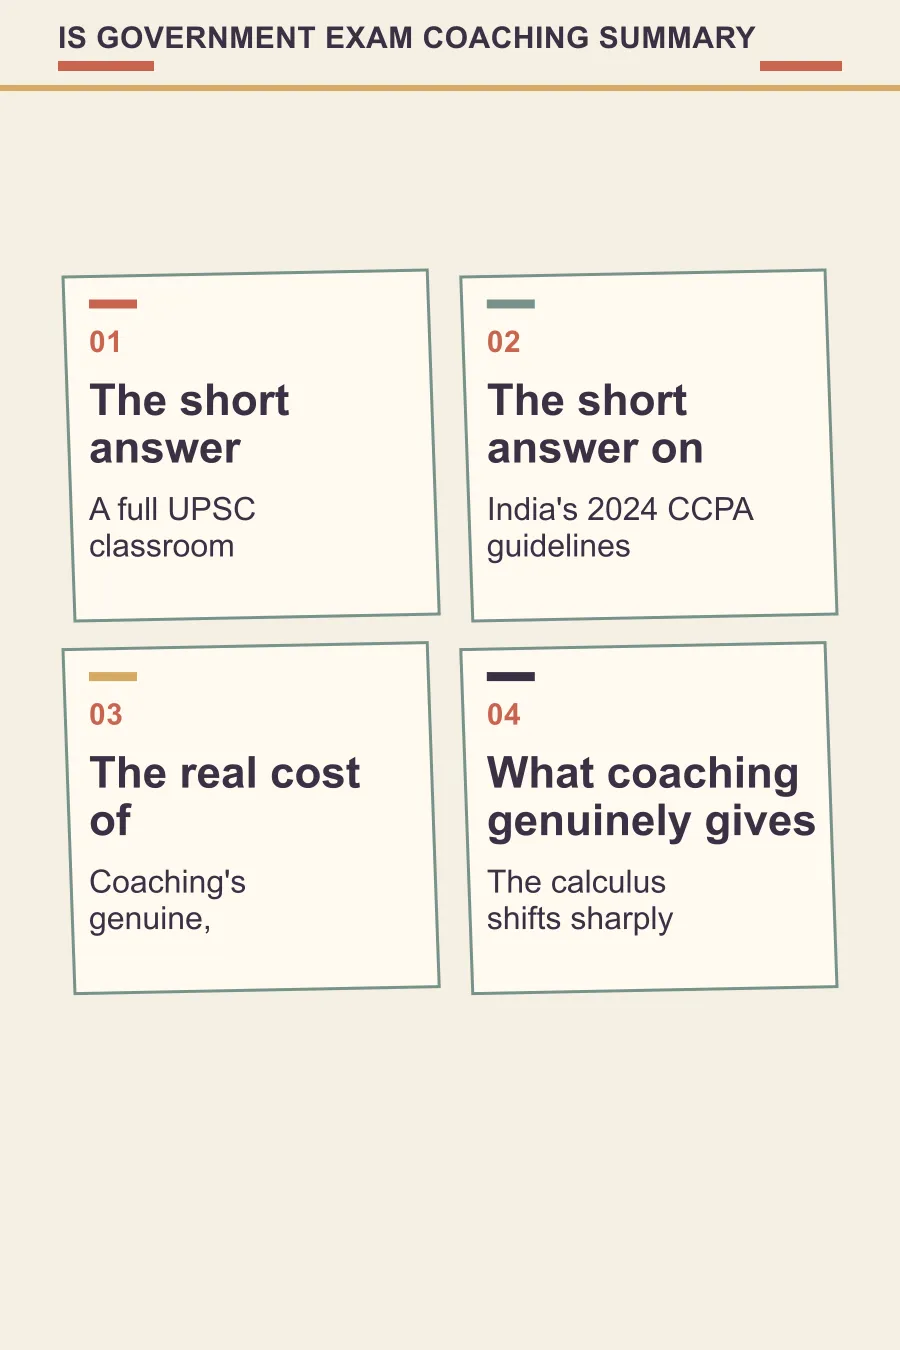 IS GOVERNMENT EXAM COACHING SUMMARY
01
The short
answer
A full UPSC
classroom
02
The short
answer on
India's 2024 CCPA
guidelines
03
The real cost
of
Coaching's
genuine,
04
What coaching
genuinely gives
The calculus
shifts sharply